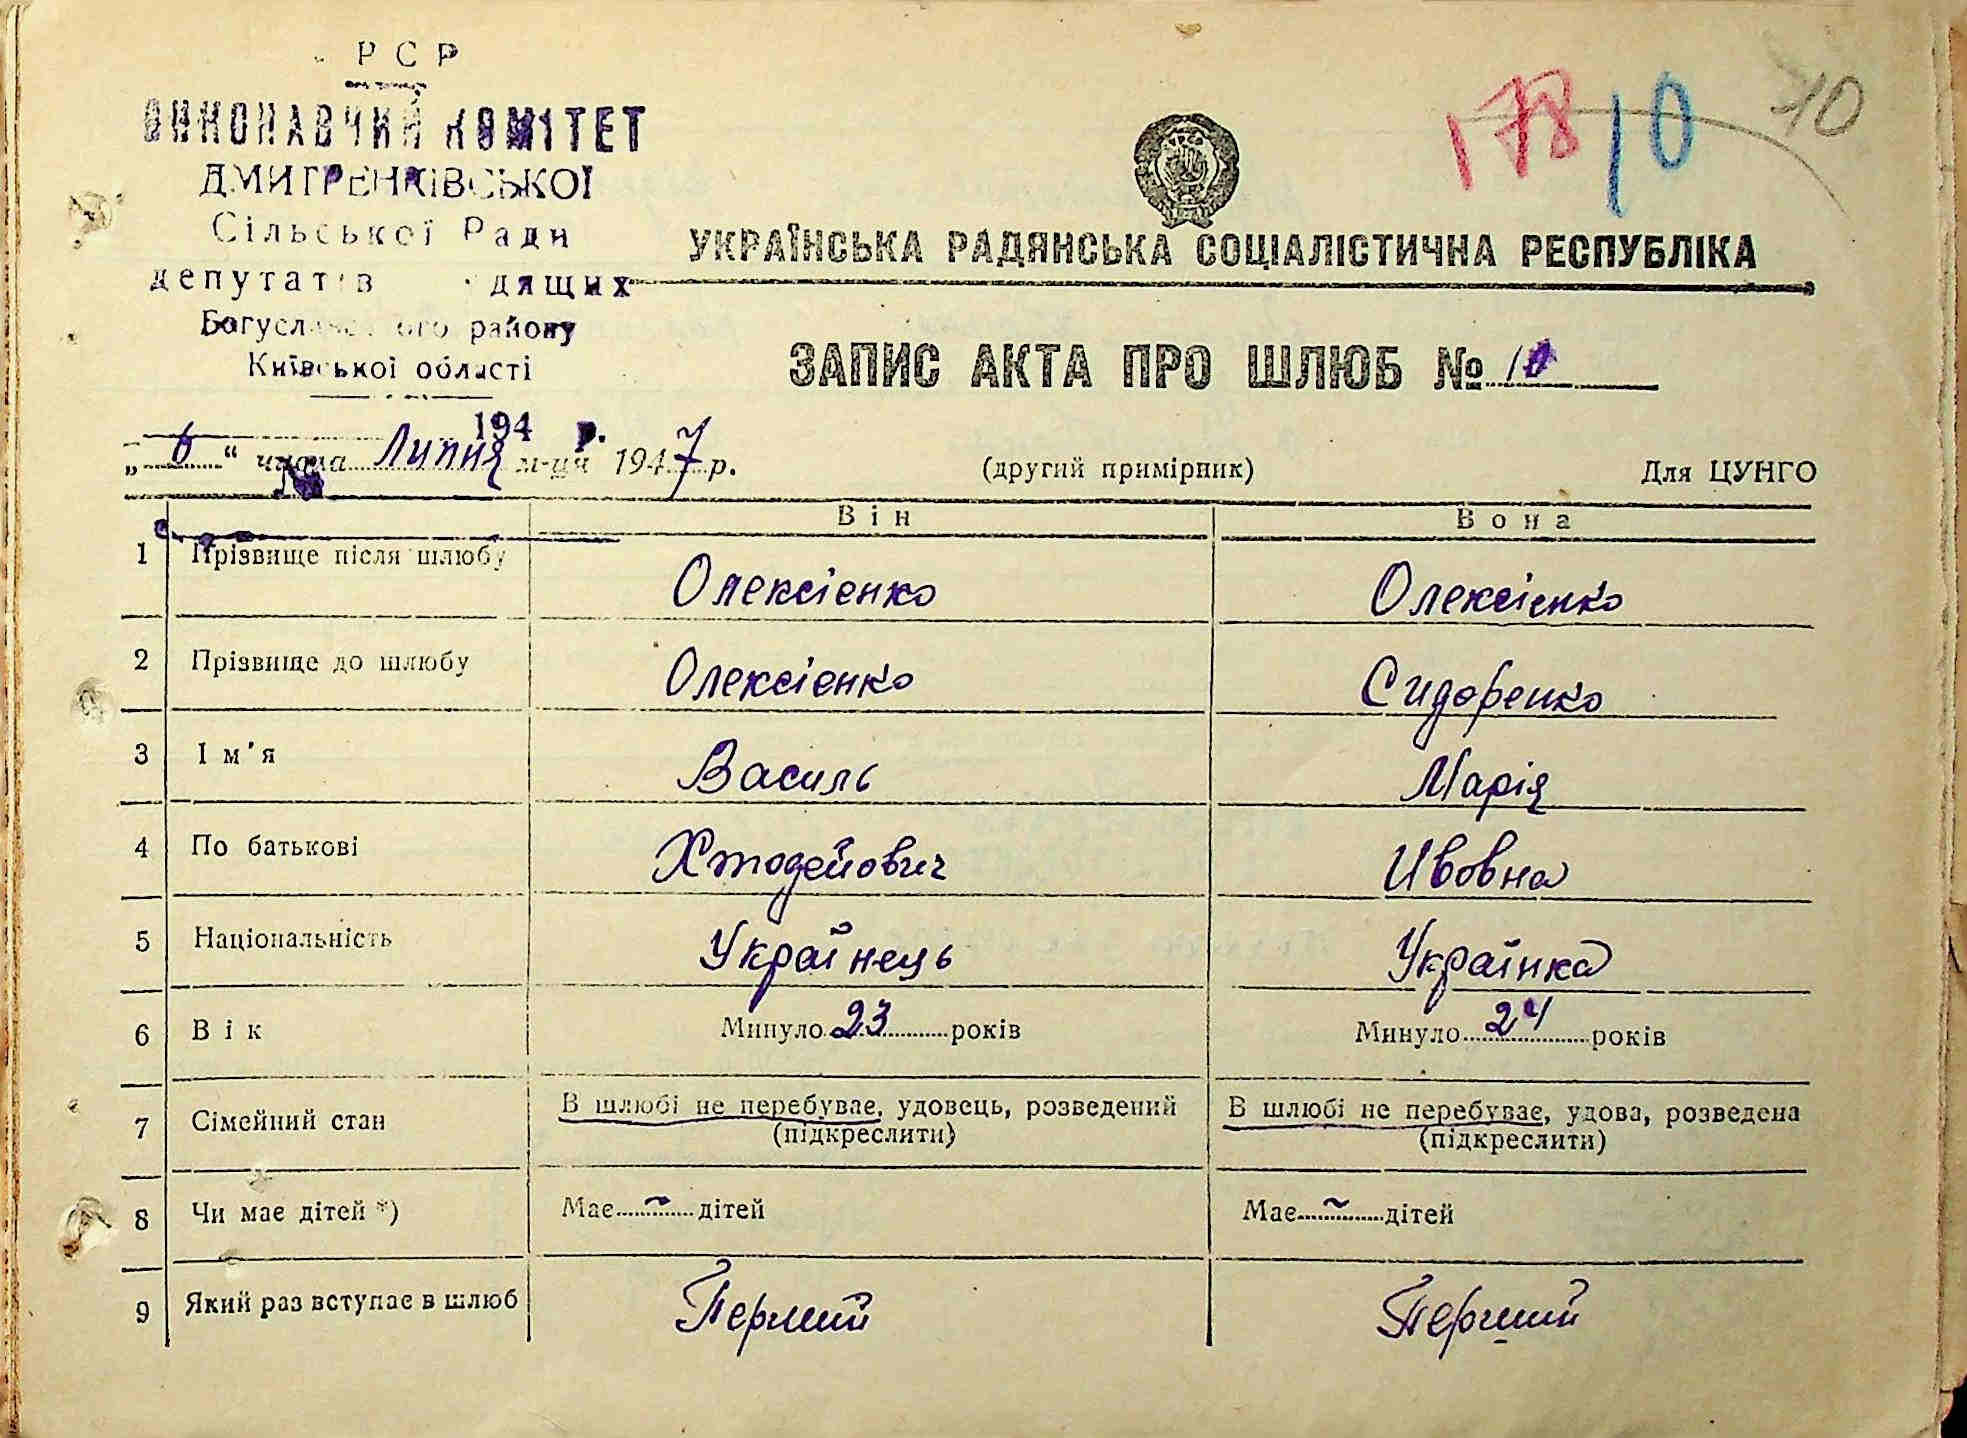 РСР
ВИКОНАВЧИЙ КОМІТЕТ
ДМИТРЕНКІВСЬКОЇ
Сільської Ради
депутатів дящих
Богуславського району
Київської області
194 р.
178 10 10
УКРАЇНСЬКА РАДЯНСЬКА СОЦІАЛІСТИЧНА РЕСПУБЛІКА
ЗАПИС АКТА ПРО ШЛЮБ № 10
„6“ числа Липня м-ця 1947 р. (другий примірник) Для ЦУНГО
Він Вона
1 Прізвище після шлюбу Олексієнко Олексієнко
2 Прізвище до шлюбу Олексієнко Сидоренко
3 Ім'я Василь Марія
4 По батькові Хтодейович Ивовна
5 Національність Українець Українка
6 Вік Минуло 23 років Минуло 24 років
7 Сімейний стан В шлюбі не перебуває, удовець, розведений В шлюбі не перебуває, удова, розведена
(підкреслити) (підкреслити)
8 Чи має дітей *) Має ~ дітей Має ~ дітей
9 Який раз вступає в шлюб Перший Перший